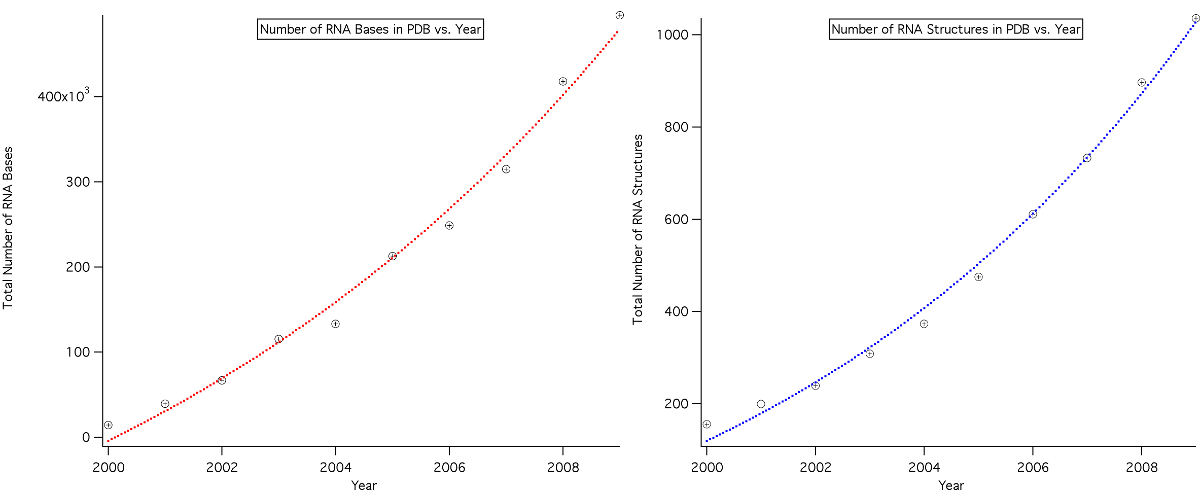 Number of RNA Bases in PDB vs. Year
Total Number of RNA Bases
400x10³
300
200
100
0
2000 2002 2004 2006 2008
Year
Number of RNA Structures in PDB vs. Year
Total Number of RNA Structures
1000
800
600
400
200
2000 2002 2004 2006 2008
Year